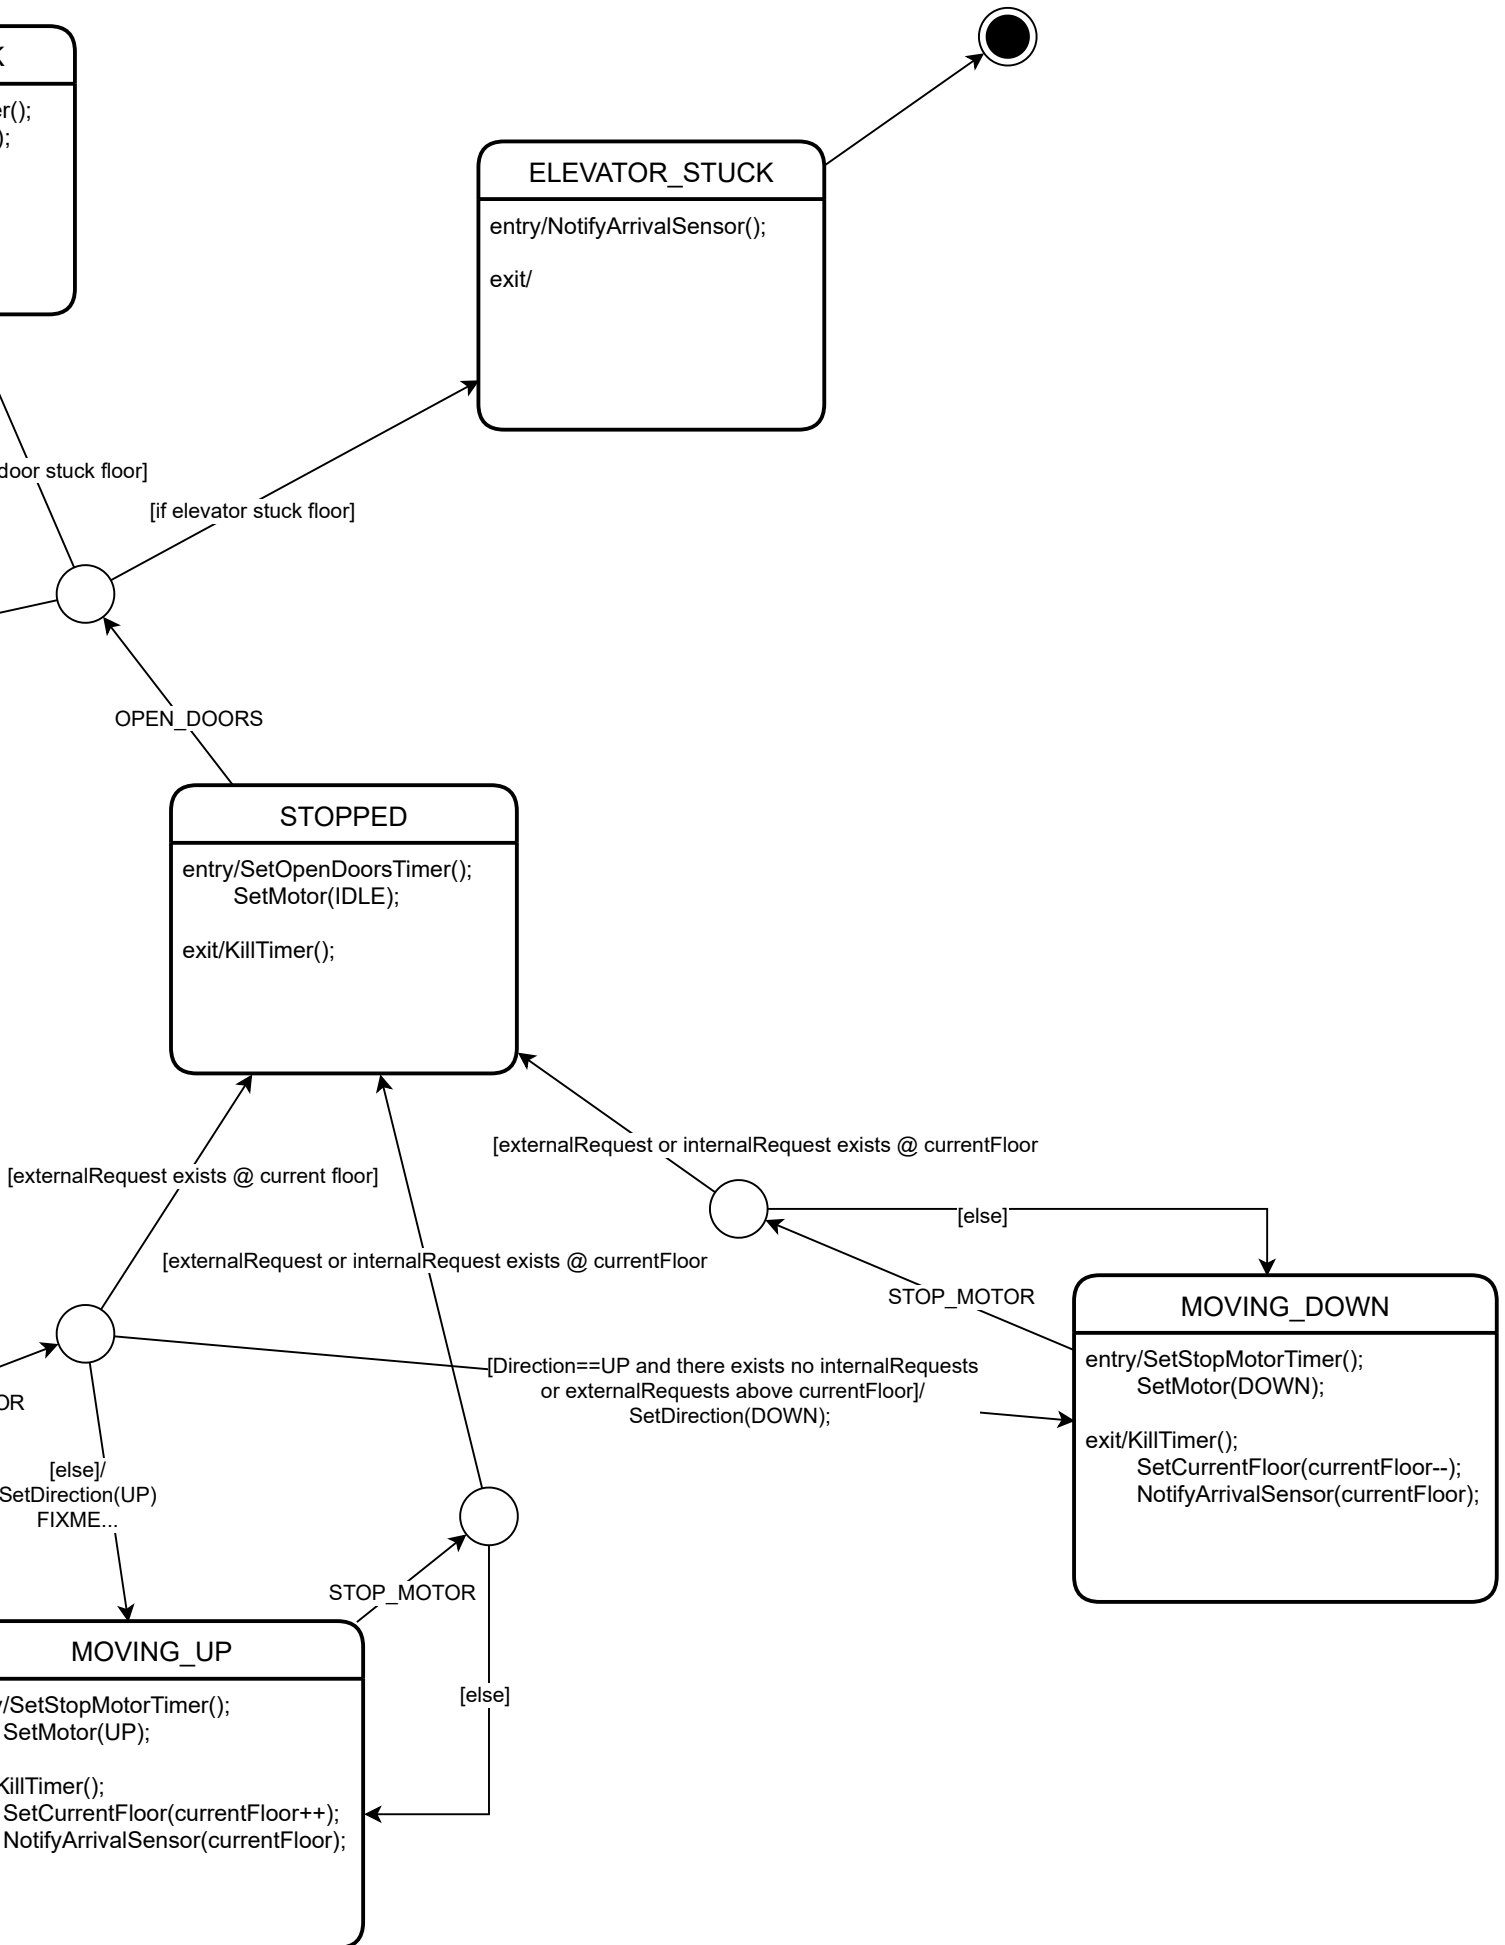 ELEVATOR_STUCK
entry/NotifyArrivalSensor();
exit/
er();
);
door stuck floor]
[if elevator stuck floor]
OPEN_DOORS
STOPPED
entry/SetOpenDoorsTimer();
SetMotor(IDLE);
exit/KillTimer();
[externalRequest or internalRequest exists @ currentFloor
[externalRequest exists @ current floor]
[else]
[externalRequest or internalRequest exists @ currentFloor
STOP_MOTOR
MOVING_DOWN
entry/SetStopMotorTimer();
SetMotor(DOWN);
exit/KillTimer();
SetCurrentFloor(currentFloor--);
NotifyArrivalSensor(currentFloor);
[Direction==UP and there exists no internalRequests
or externalRequests above currentFloor]/
SetDirection(DOWN);
OR
[else]/
SetDirection(UP)
FIXME...
STOP_MOTOR
MOVING_UP
/SetStopMotorTimer();
SetMotor(UP);
KillTimer();
SetCurrentFloor(currentFloor++);
NotifyArrivalSensor(currentFloor);
[else]